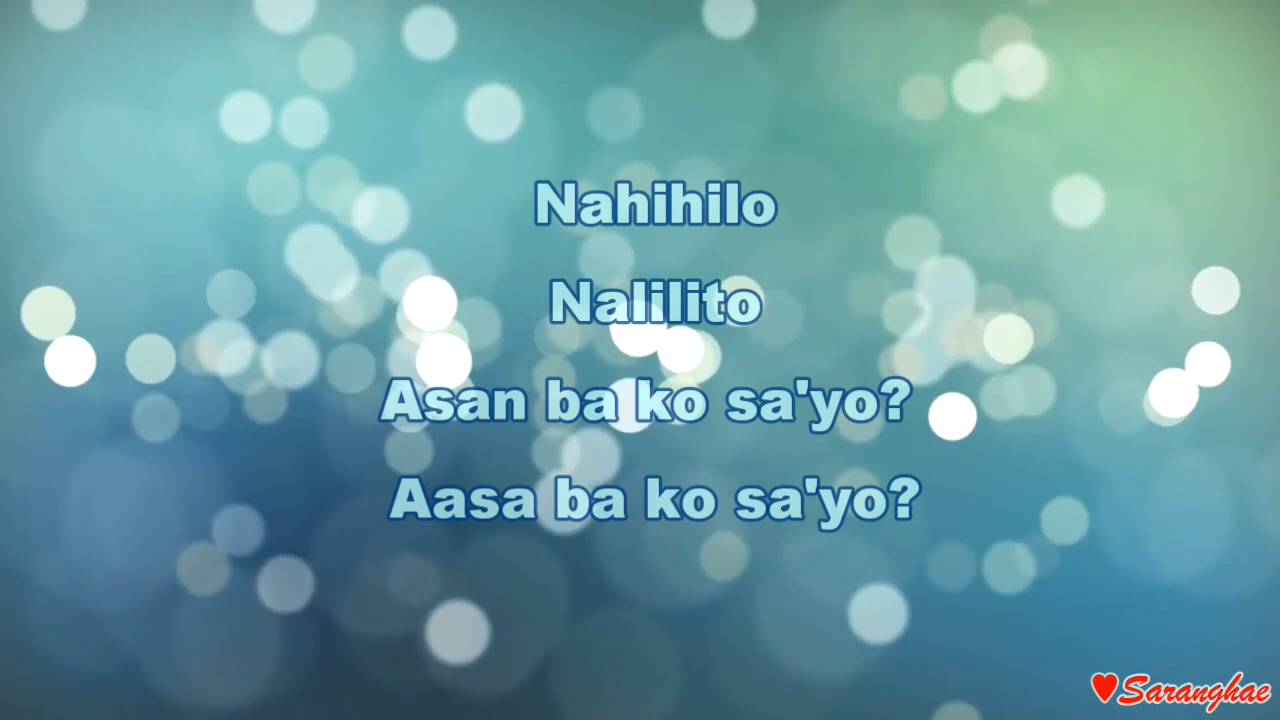 Nahihilo
Nalilito
Asan ba ko sa'yo?
Aasa ba ko sa'yo?
Saranghae